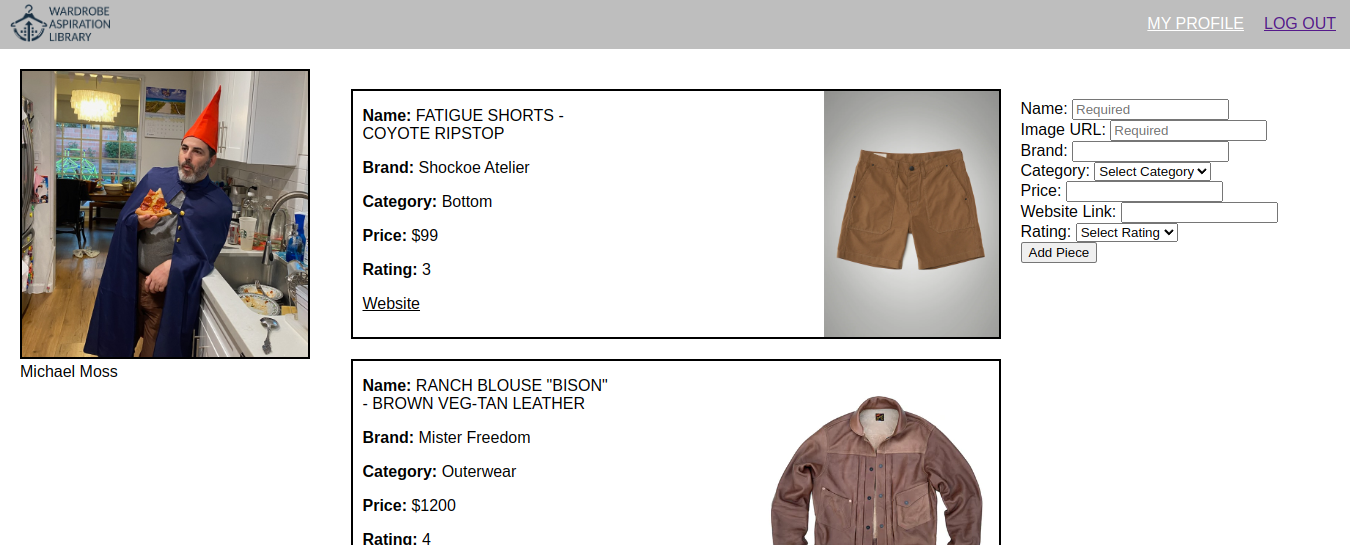 WARDROBE
ASPIRATION
LIBRARY
MY PROFILE
LOG OUT
Michael Moss
Name: FATIGUE SHORTS -
COYOTE RIPSTOP
Brand: Shockoe Atelier
Category: Bottom
Price: $99
Rating: 3
Website
Name: RANCH BLOUSE "BISON"
- BROWN VEG-TAN LEATHER
Brand: Mister Freedom
Category: Outerwear
Price: $1200
Rating: 4
Name: Required
Image URL: Required
Brand:
Category: Select Category
Price:
Website Link:
Rating: Select Rating
Add Piece